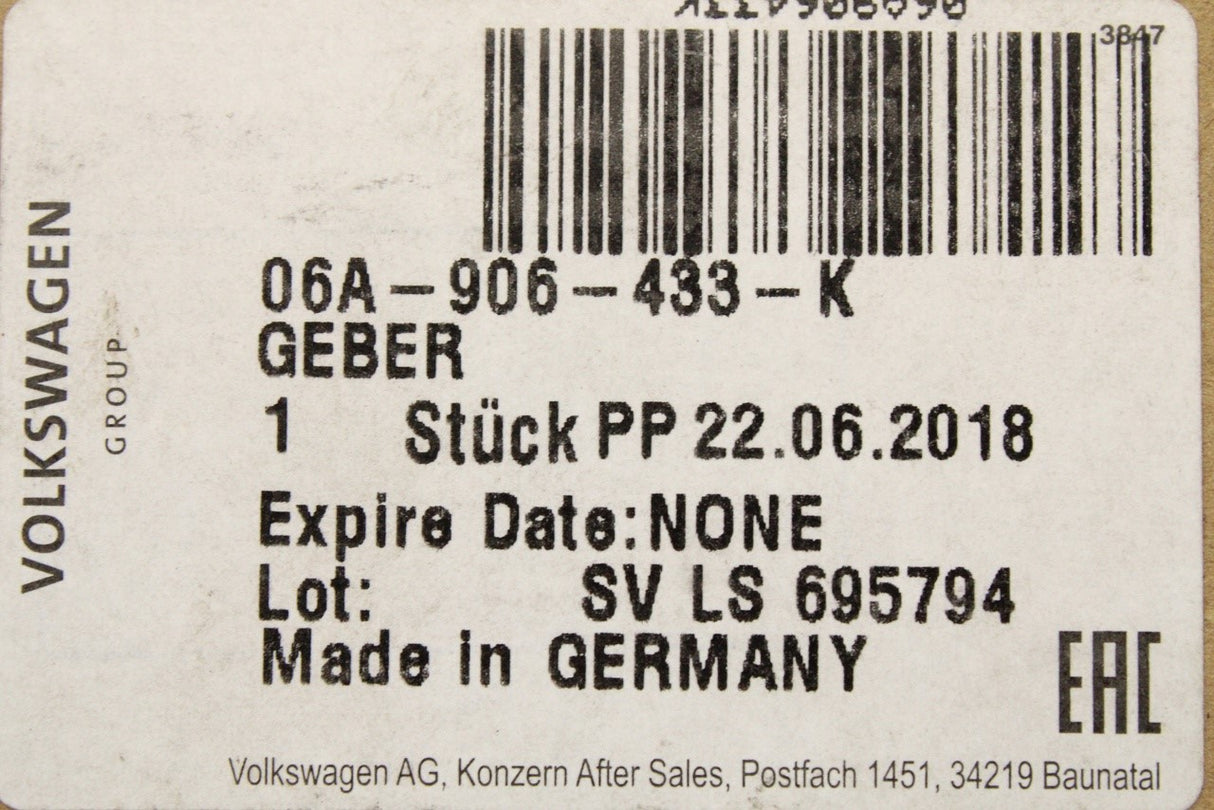 3847
06A-906-433-K
GEBER
1 Stück PP 22.06.2018
Expire Date:NONE
Lot: SV LS 695794
Made in GERMANY
EAC
Volkswagen AG, Konzern After Sales, Postfach 1451, 34219 Baunatal
VOLKSWAGEN
GROUP